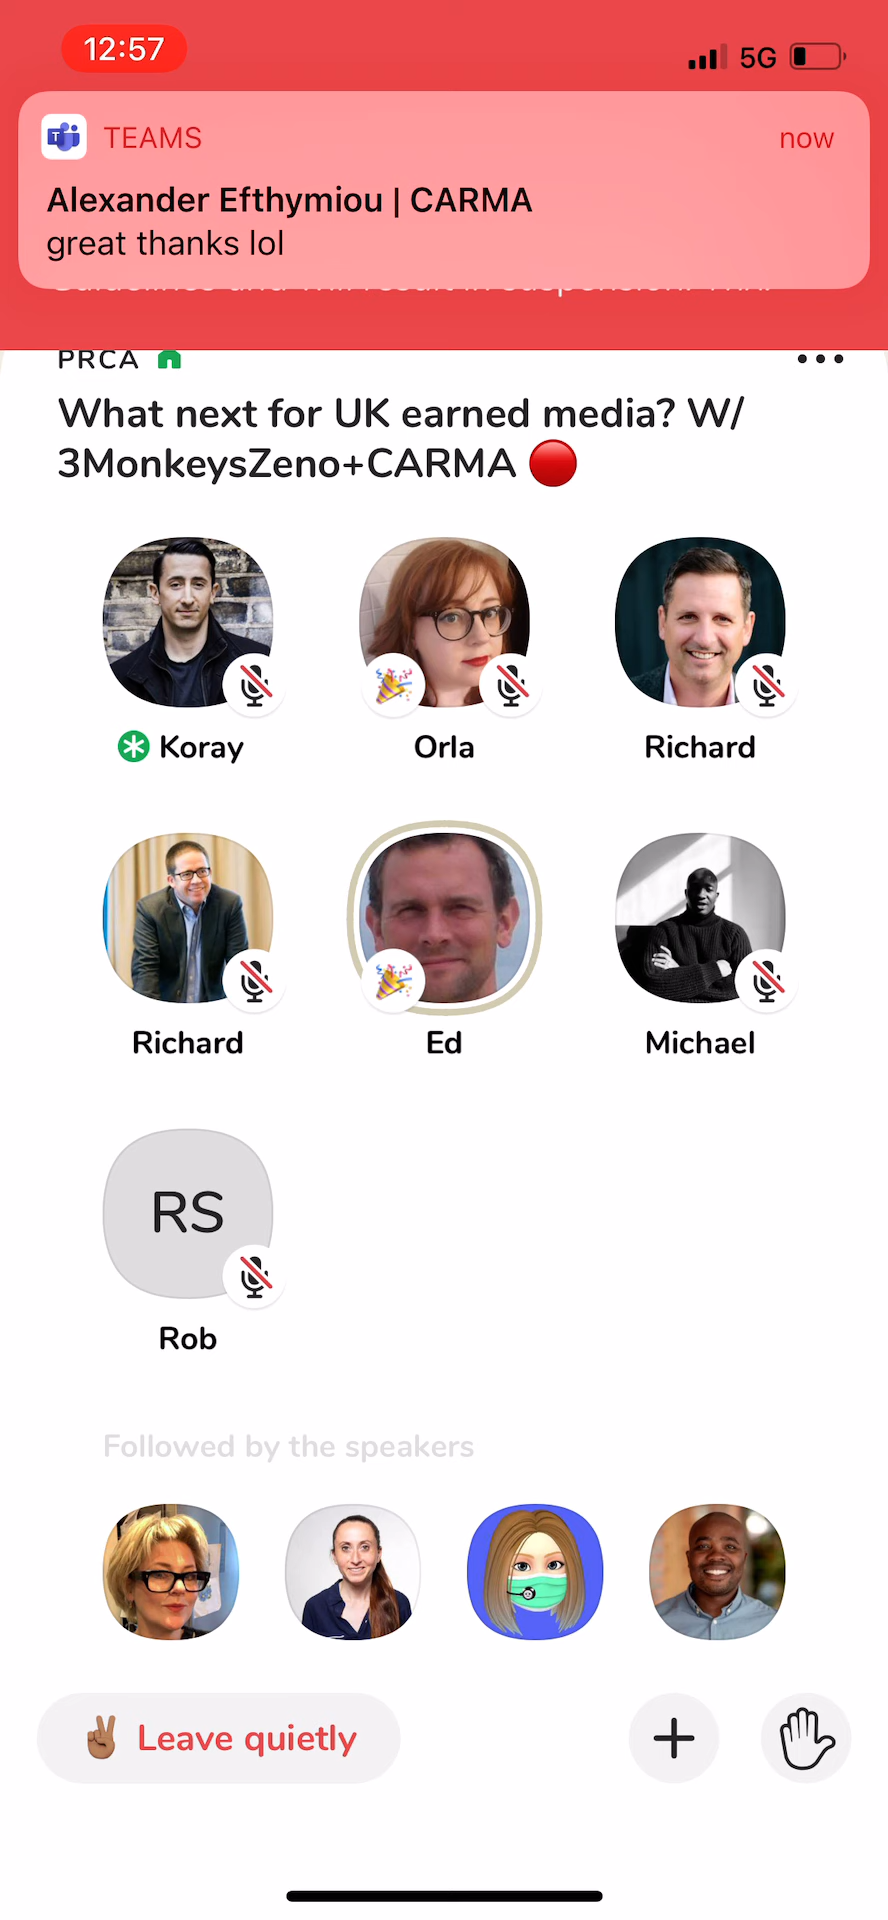 12:57
5G
TEAMS
now
Alexander Efthymiou | CARMA
great thanks lol
PRCA
What next for UK earned media? W/
3MonkeysZeno+CARMA
Koray
Orla
Richard
Richard
Ed
Michael
RS
Rob
Followed by the speakers
Leave quietly